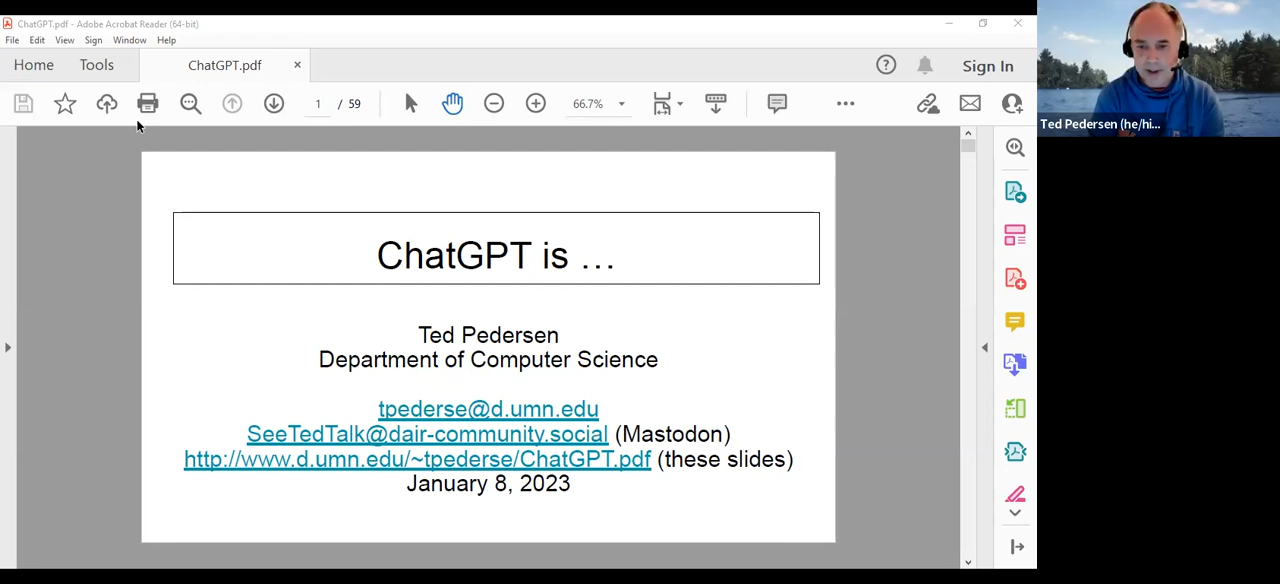 ChatGPT.pdf - Adobe Acrobat Reader (64-bit)
File Edit View Sign Window Help
Home Tools ChatGPT.pdf × Sign In
1 / 59 66.7%
ChatGPT is …
Ted Pedersen
Department of Computer Science
tpederse@d.umn.edu
SeeTedTalk@dair-community.social (Mastodon)
http://www.d.umn.edu/~tpederse/ChatGPT.pdf (these slides)
January 8, 2023
Ted Pedersen (he/hi...